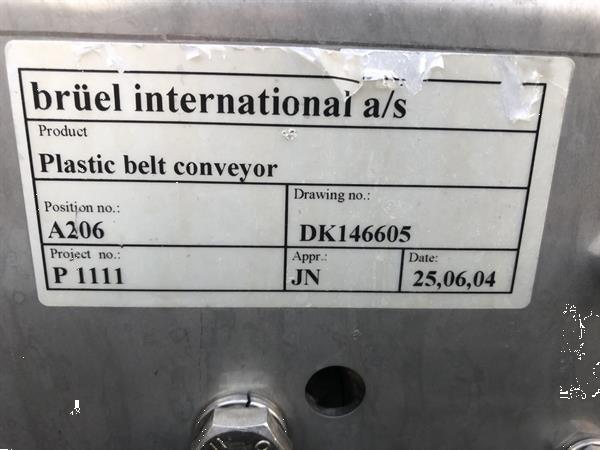 brüel international a/s
Product
Plastic belt conveyor
Position no.:
A206
Drawing no.:
DK146605
Project no.:
P 1111
Appr.:
JN
Date:
25,06,04